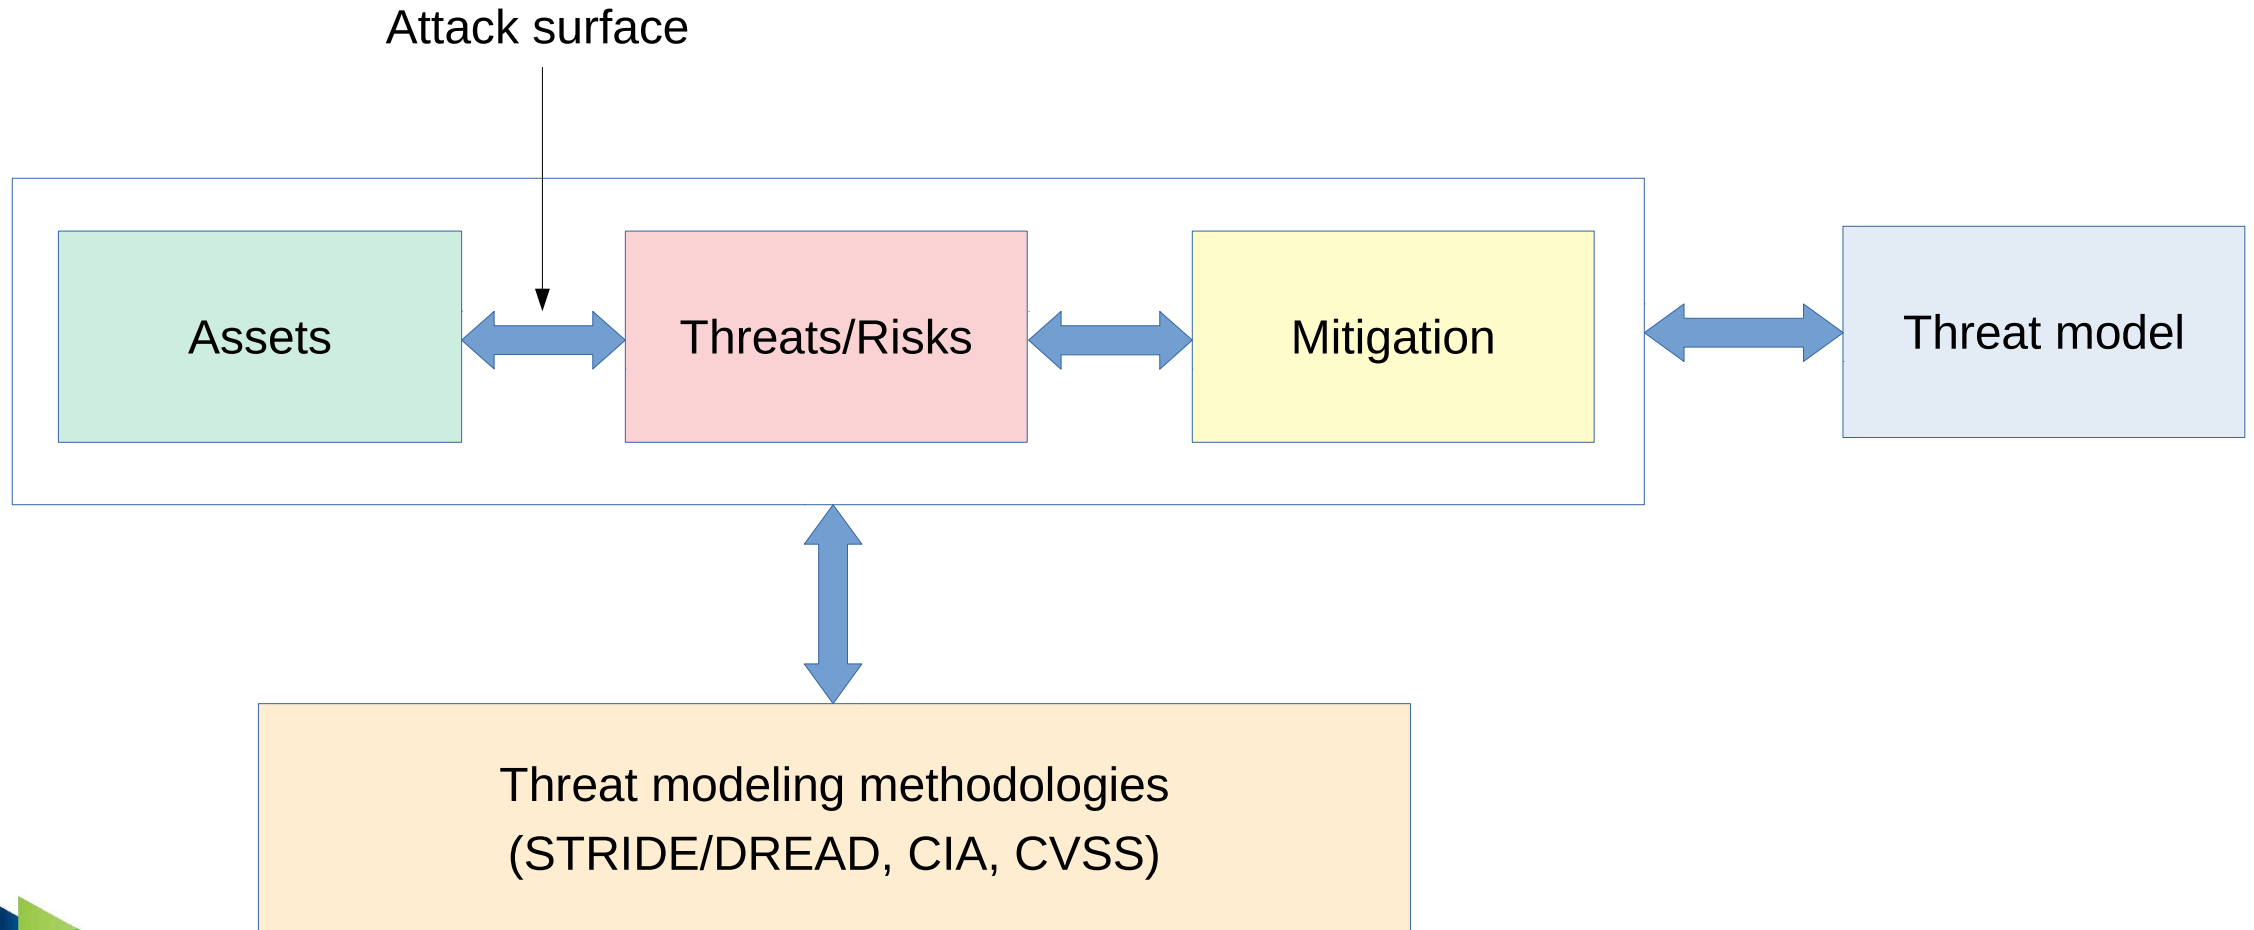 Attack surface
Assets
Threats/Risks
Mitigation
Threat model
Threat modeling methodologies
(STRIDE/DREAD, CIA, CVSS)